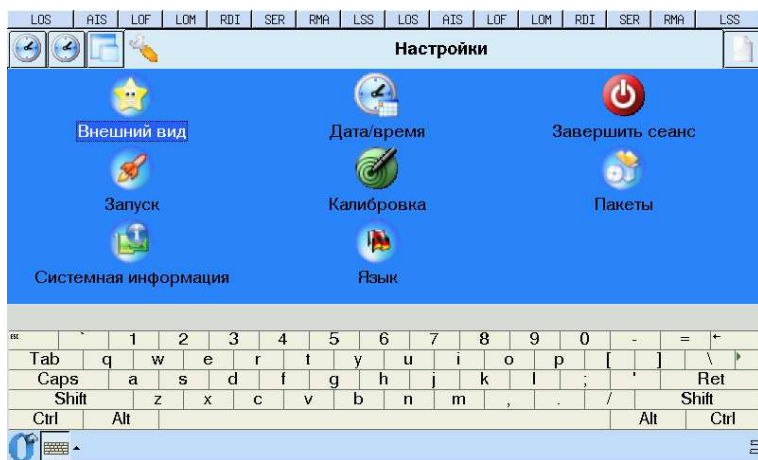 LOS AIS LOF LOM RDI SER RMA LSS LOS AIS LOF LOM RDI SER RMA LSS
Настройки
Внешний вид Дата/время Завершить сеанс
Запуск Калибровка Пакеты
Системная информация Язык
` 1 2 3 4 5 6 7 8 9 0 - = ←
Tab q w e r t y u i o p [ ] \
Caps a s d f g h j k l ; ' Ret
Shift z x c v b n m , . / Shift
Ctrl Alt Alt Ctrl